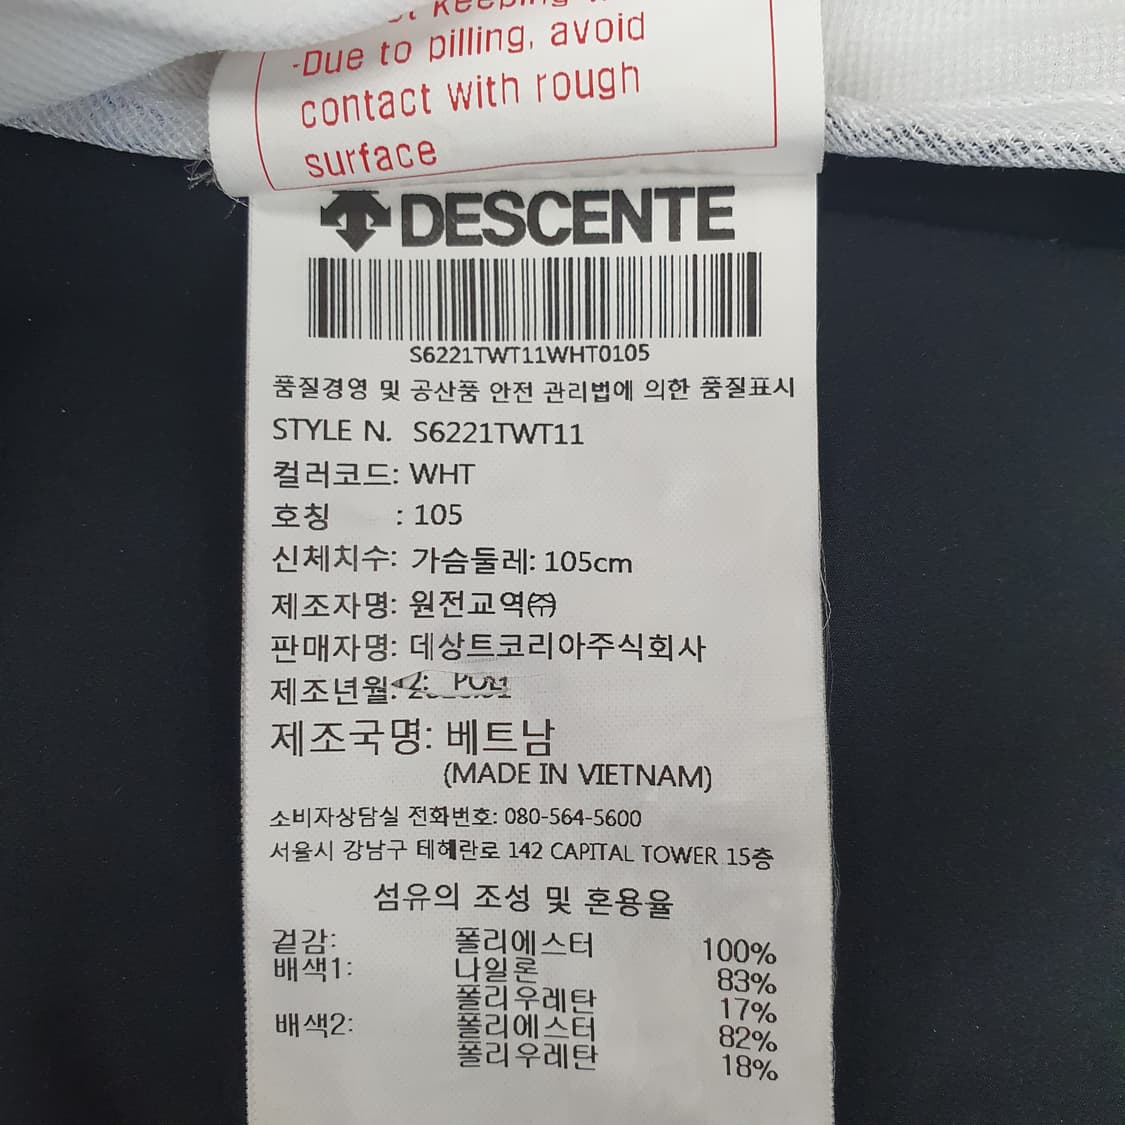 keeping
-Due to pilling, avoid
contact with rough
surface
DESCENTE
S6221TWT11WHT0105
품질경영 및 공산품 안전 관리법에 의한 품질표시
STYLE N. S6221TWT11
컬러코드: WHT
호칭 : 105
신체치수: 가슴둘레: 105cm
제조자명: 원전교역㈜
판매자명: 데상트코리아주식회사
제조년월:
제조국명: 베트남
(MADE IN VIETNAM)
소비자상담실 전화번호: 080-564-5600
서울시 강남구 테헤란로 142 CAPITAL TOWER 15층
섬유의 조성 및 혼용율
겉감: 폴리에스터 100%
배색1: 나일론 83%
폴리우레탄 17%
배색2: 폴리에스터 82%
폴리우레탄 18%